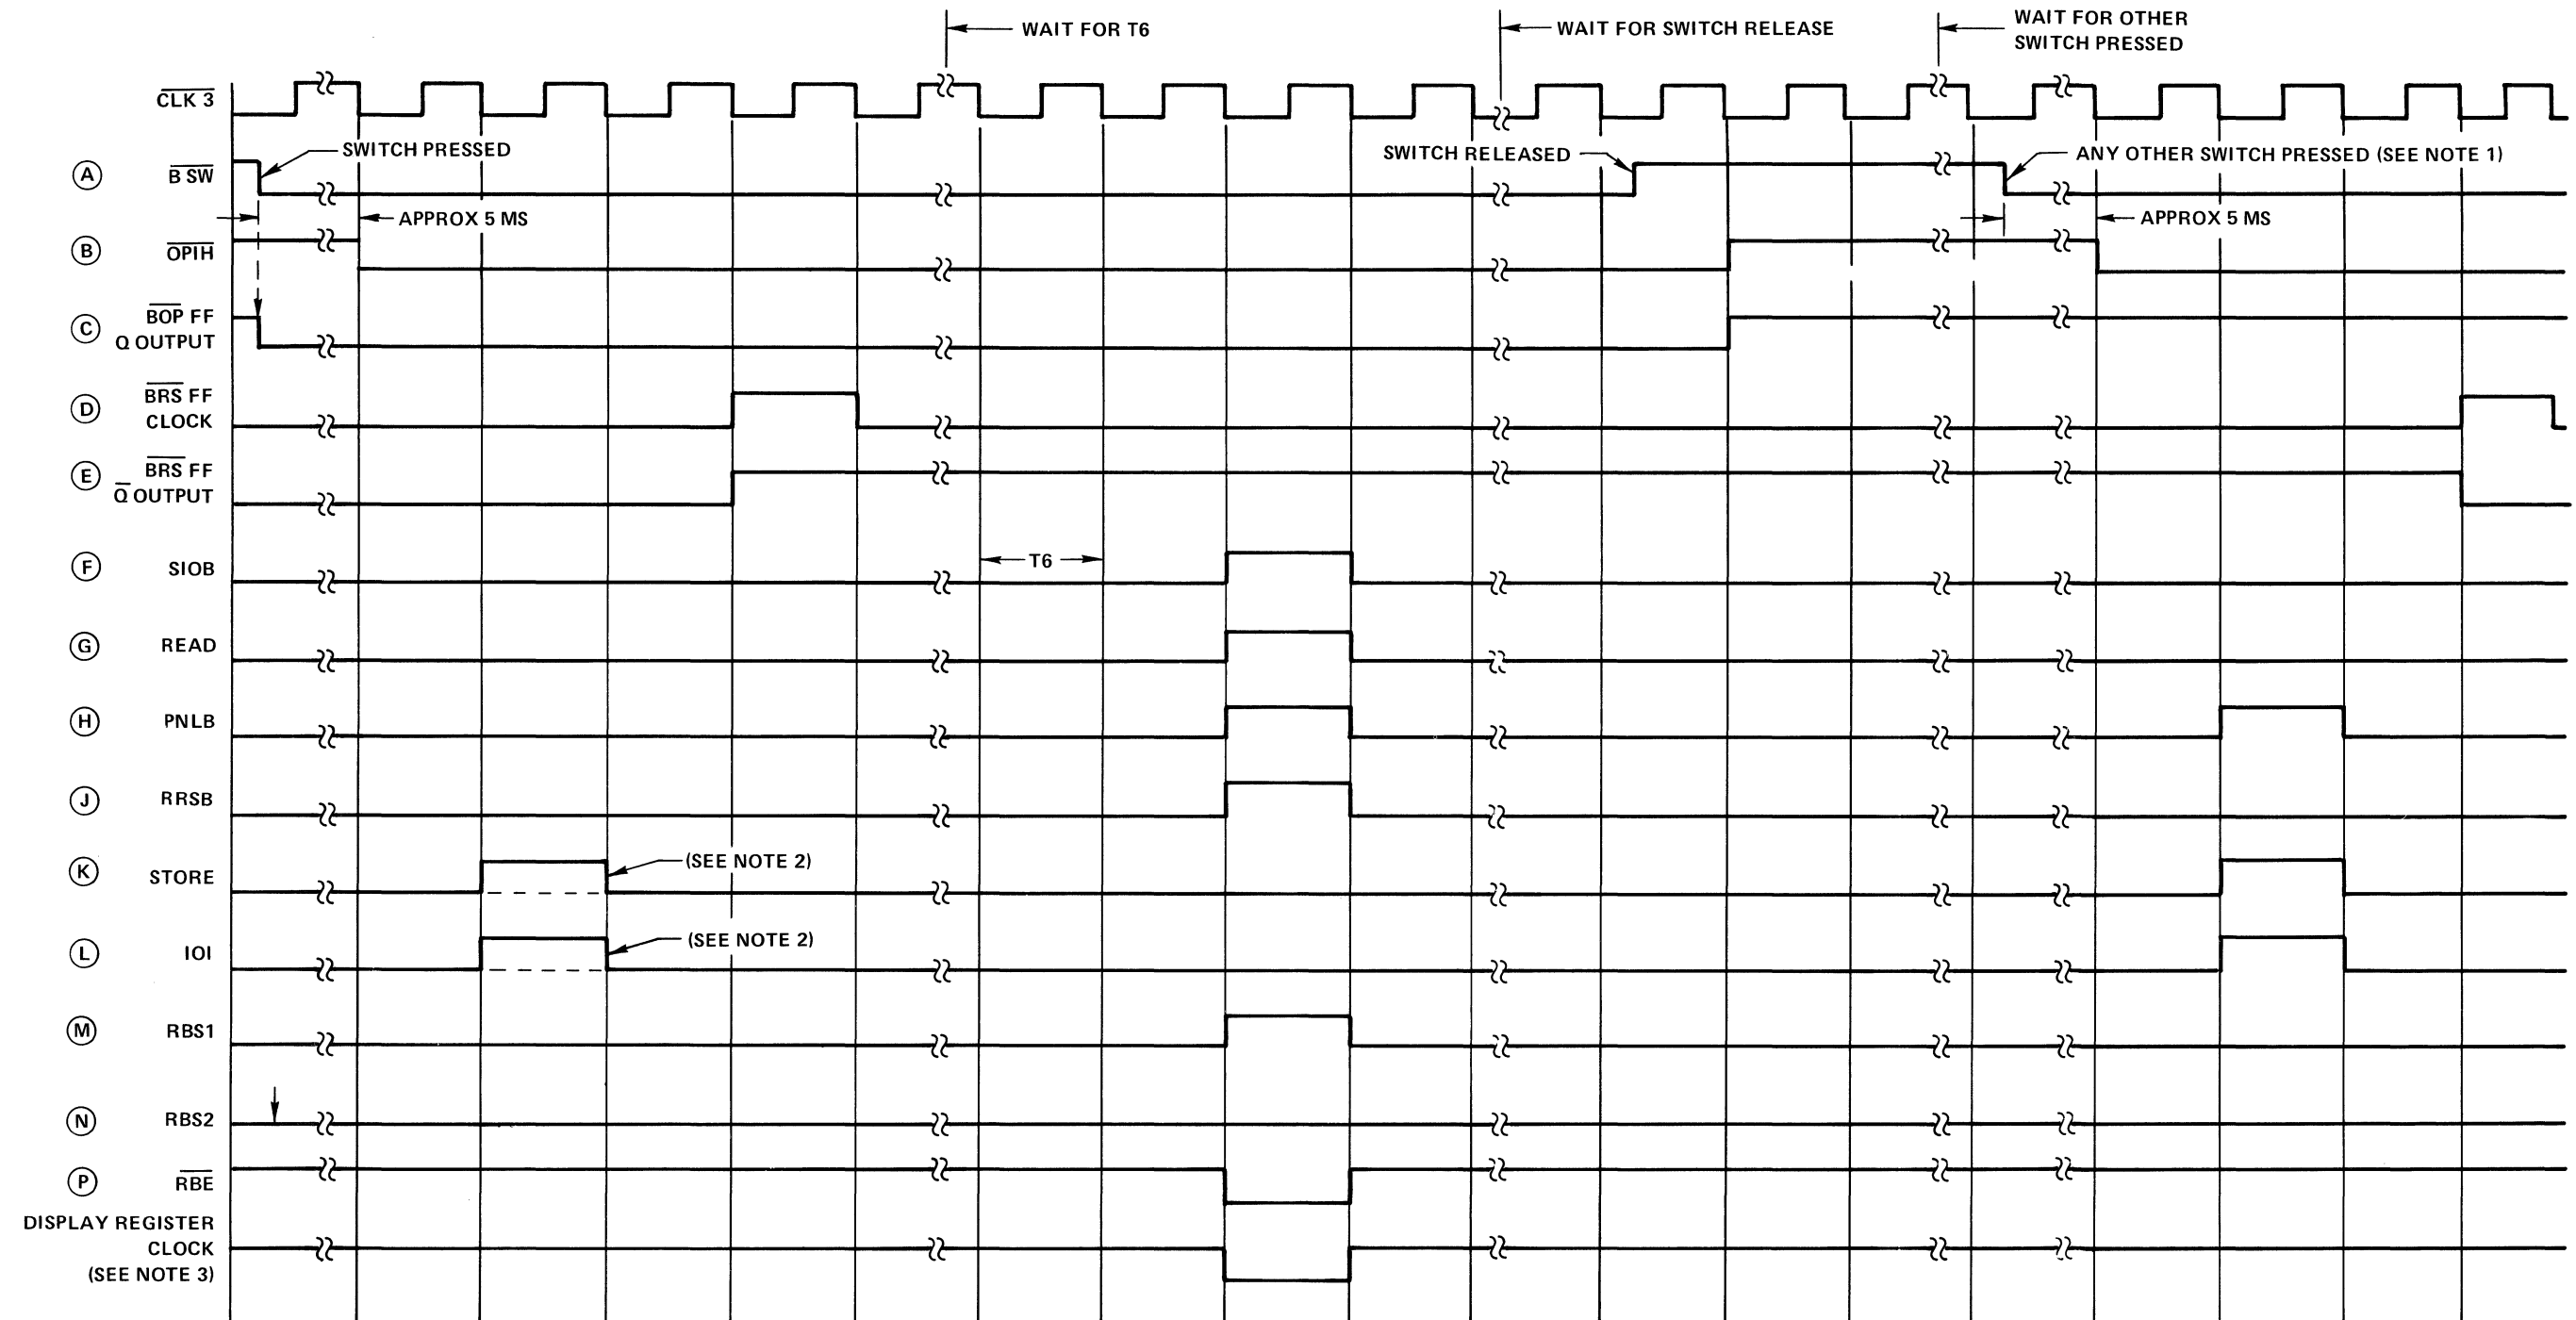 WAIT FOR T6
WAIT FOR SWITCH RELEASE
WAIT FOR OTHER
SWITCH PRESSED
CLK 3
SWITCH PRESSED
SWITCH RELEASED
ANY OTHER SWITCH PRESSED (SEE NOTE 1)
A B SW
APPROX 5 MS
APPROX 5 MS
B OPIH
C BOP FF
Q OUTPUT
D BRS FF
CLOCK
E BRS FF
Q OUTPUT
F SIOB
T6
G READ
H PNLB
J RRSB
K STORE
(SEE NOTE 2)
L IOI
(SEE NOTE 2)
M RBS1
N RBS2
P RBE
DISPLAY REGISTER
CLOCK
(SEE NOTE 3)